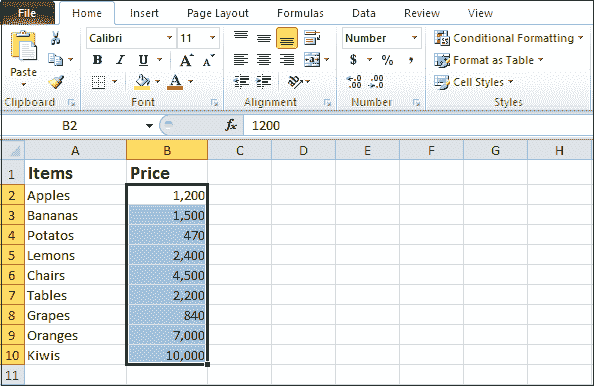 File Home Insert Page Layout Formulas Data Review View
Calibri 11 Number Conditional Formatting
B I U A A $ % , Format as Table
Paste A .00 .0 Cell Styles
Clipboard Font Alignment Number Styles
B2 fx 1200
A B C D E F G H
1 Items Price
2 Apples 1,200
3 Bananas 1,500
4 Potatos 470
5 Lemons 2,400
6 Chairs 4,500
7 Tables 2,200
8 Grapes 840
9 Oranges 7,000
10 Kiwis 10,000
11